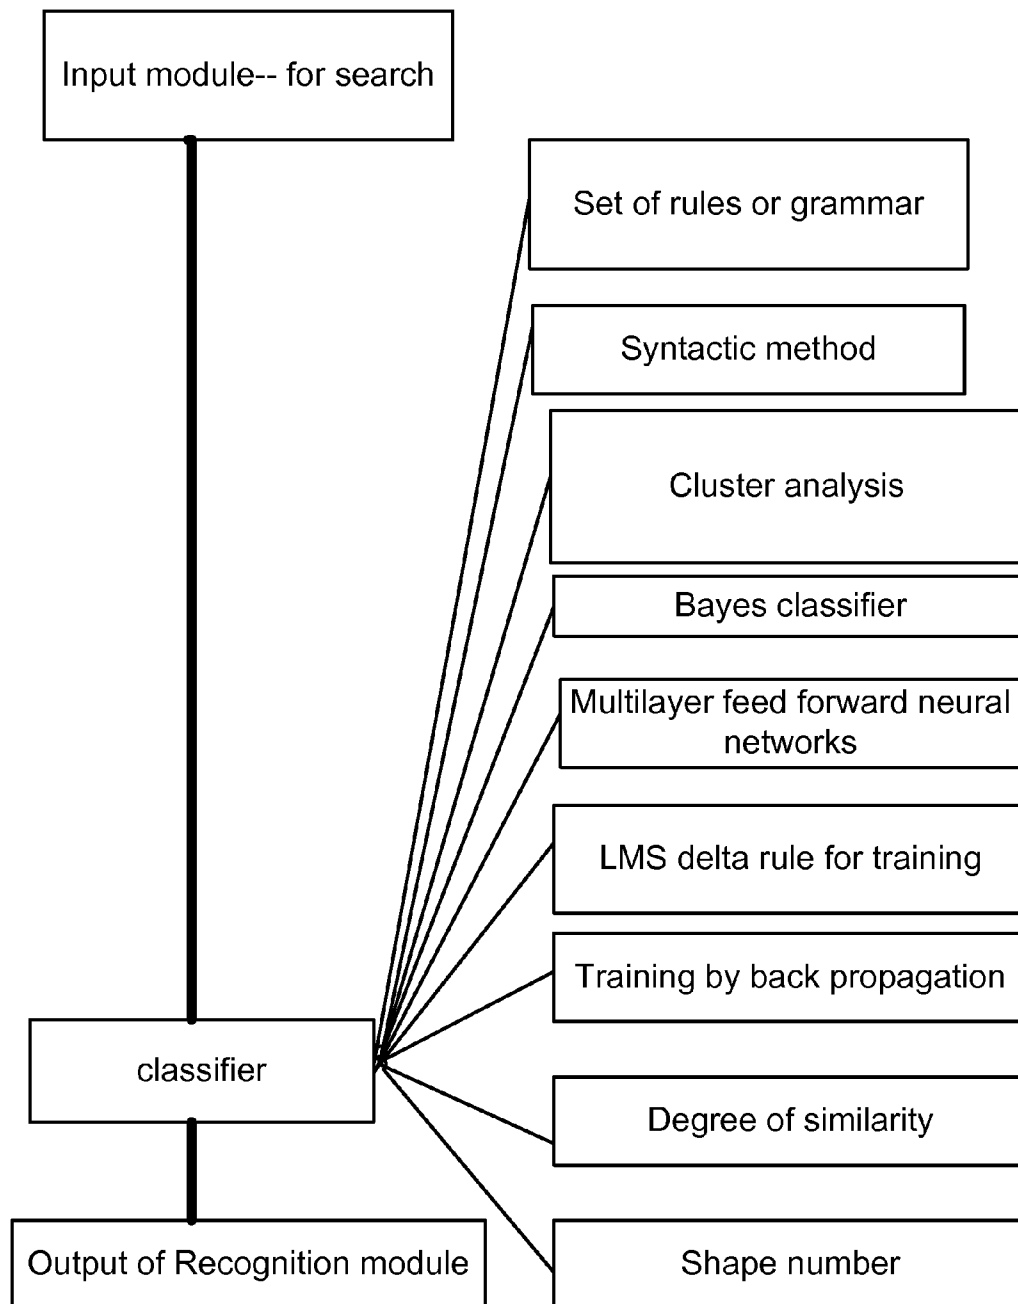 Input module-- for search
Set of rules or grammar
Syntactic method
Cluster analysis
Bayes classifier
Multilayer feed forward neural
networks
LMS delta rule for training
Training by back propagation
classifier
Degree of similarity
Output of Recognition module
Shape number